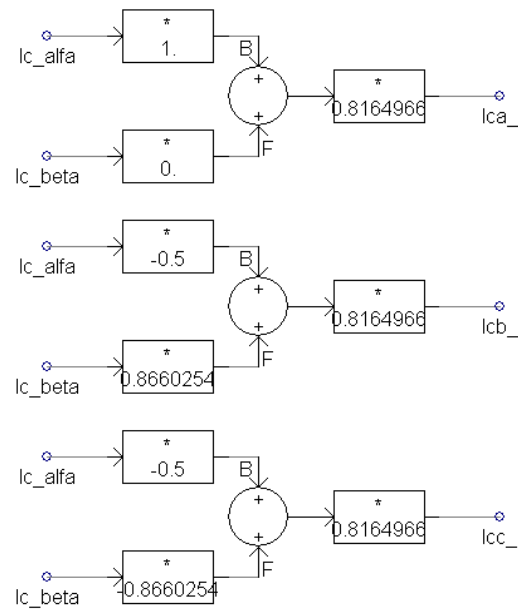 *
Ic_alfa 1. B
+
* Ica_
+ 0.8164966
*
Ic_beta 0. F
*
Ic_alfa -0.5 B
+
* Icb_
+ 0.8164966
*
Ic_beta 0.8660254 F
*
Ic_alfa -0.5 B
+
* Icc_
+ 0.8164966
*
Ic_beta -0.8660254 F